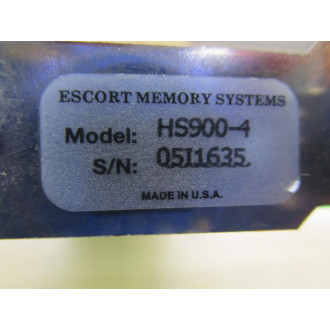 ESCORT MEMORY SYSTEMS
Model: HS900-4
S/N: 05I1635
MADE IN U.S.A.